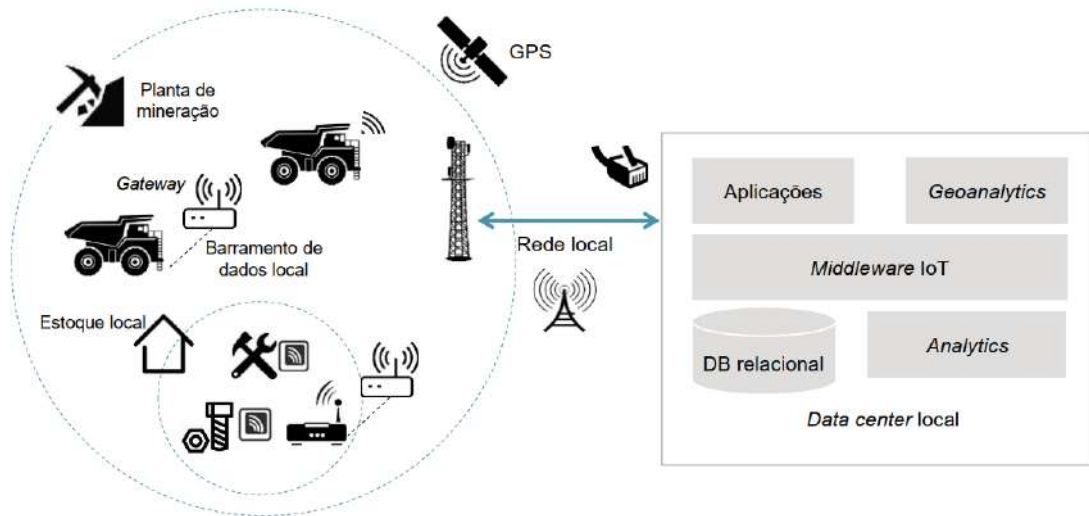 GPS
Planta de
mineração
Gateway
Barramento de
dados local
Estoque local
Rede local
Aplicações
Geoanalytics
Middleware IoT
DB relacional
Analytics
Data center local